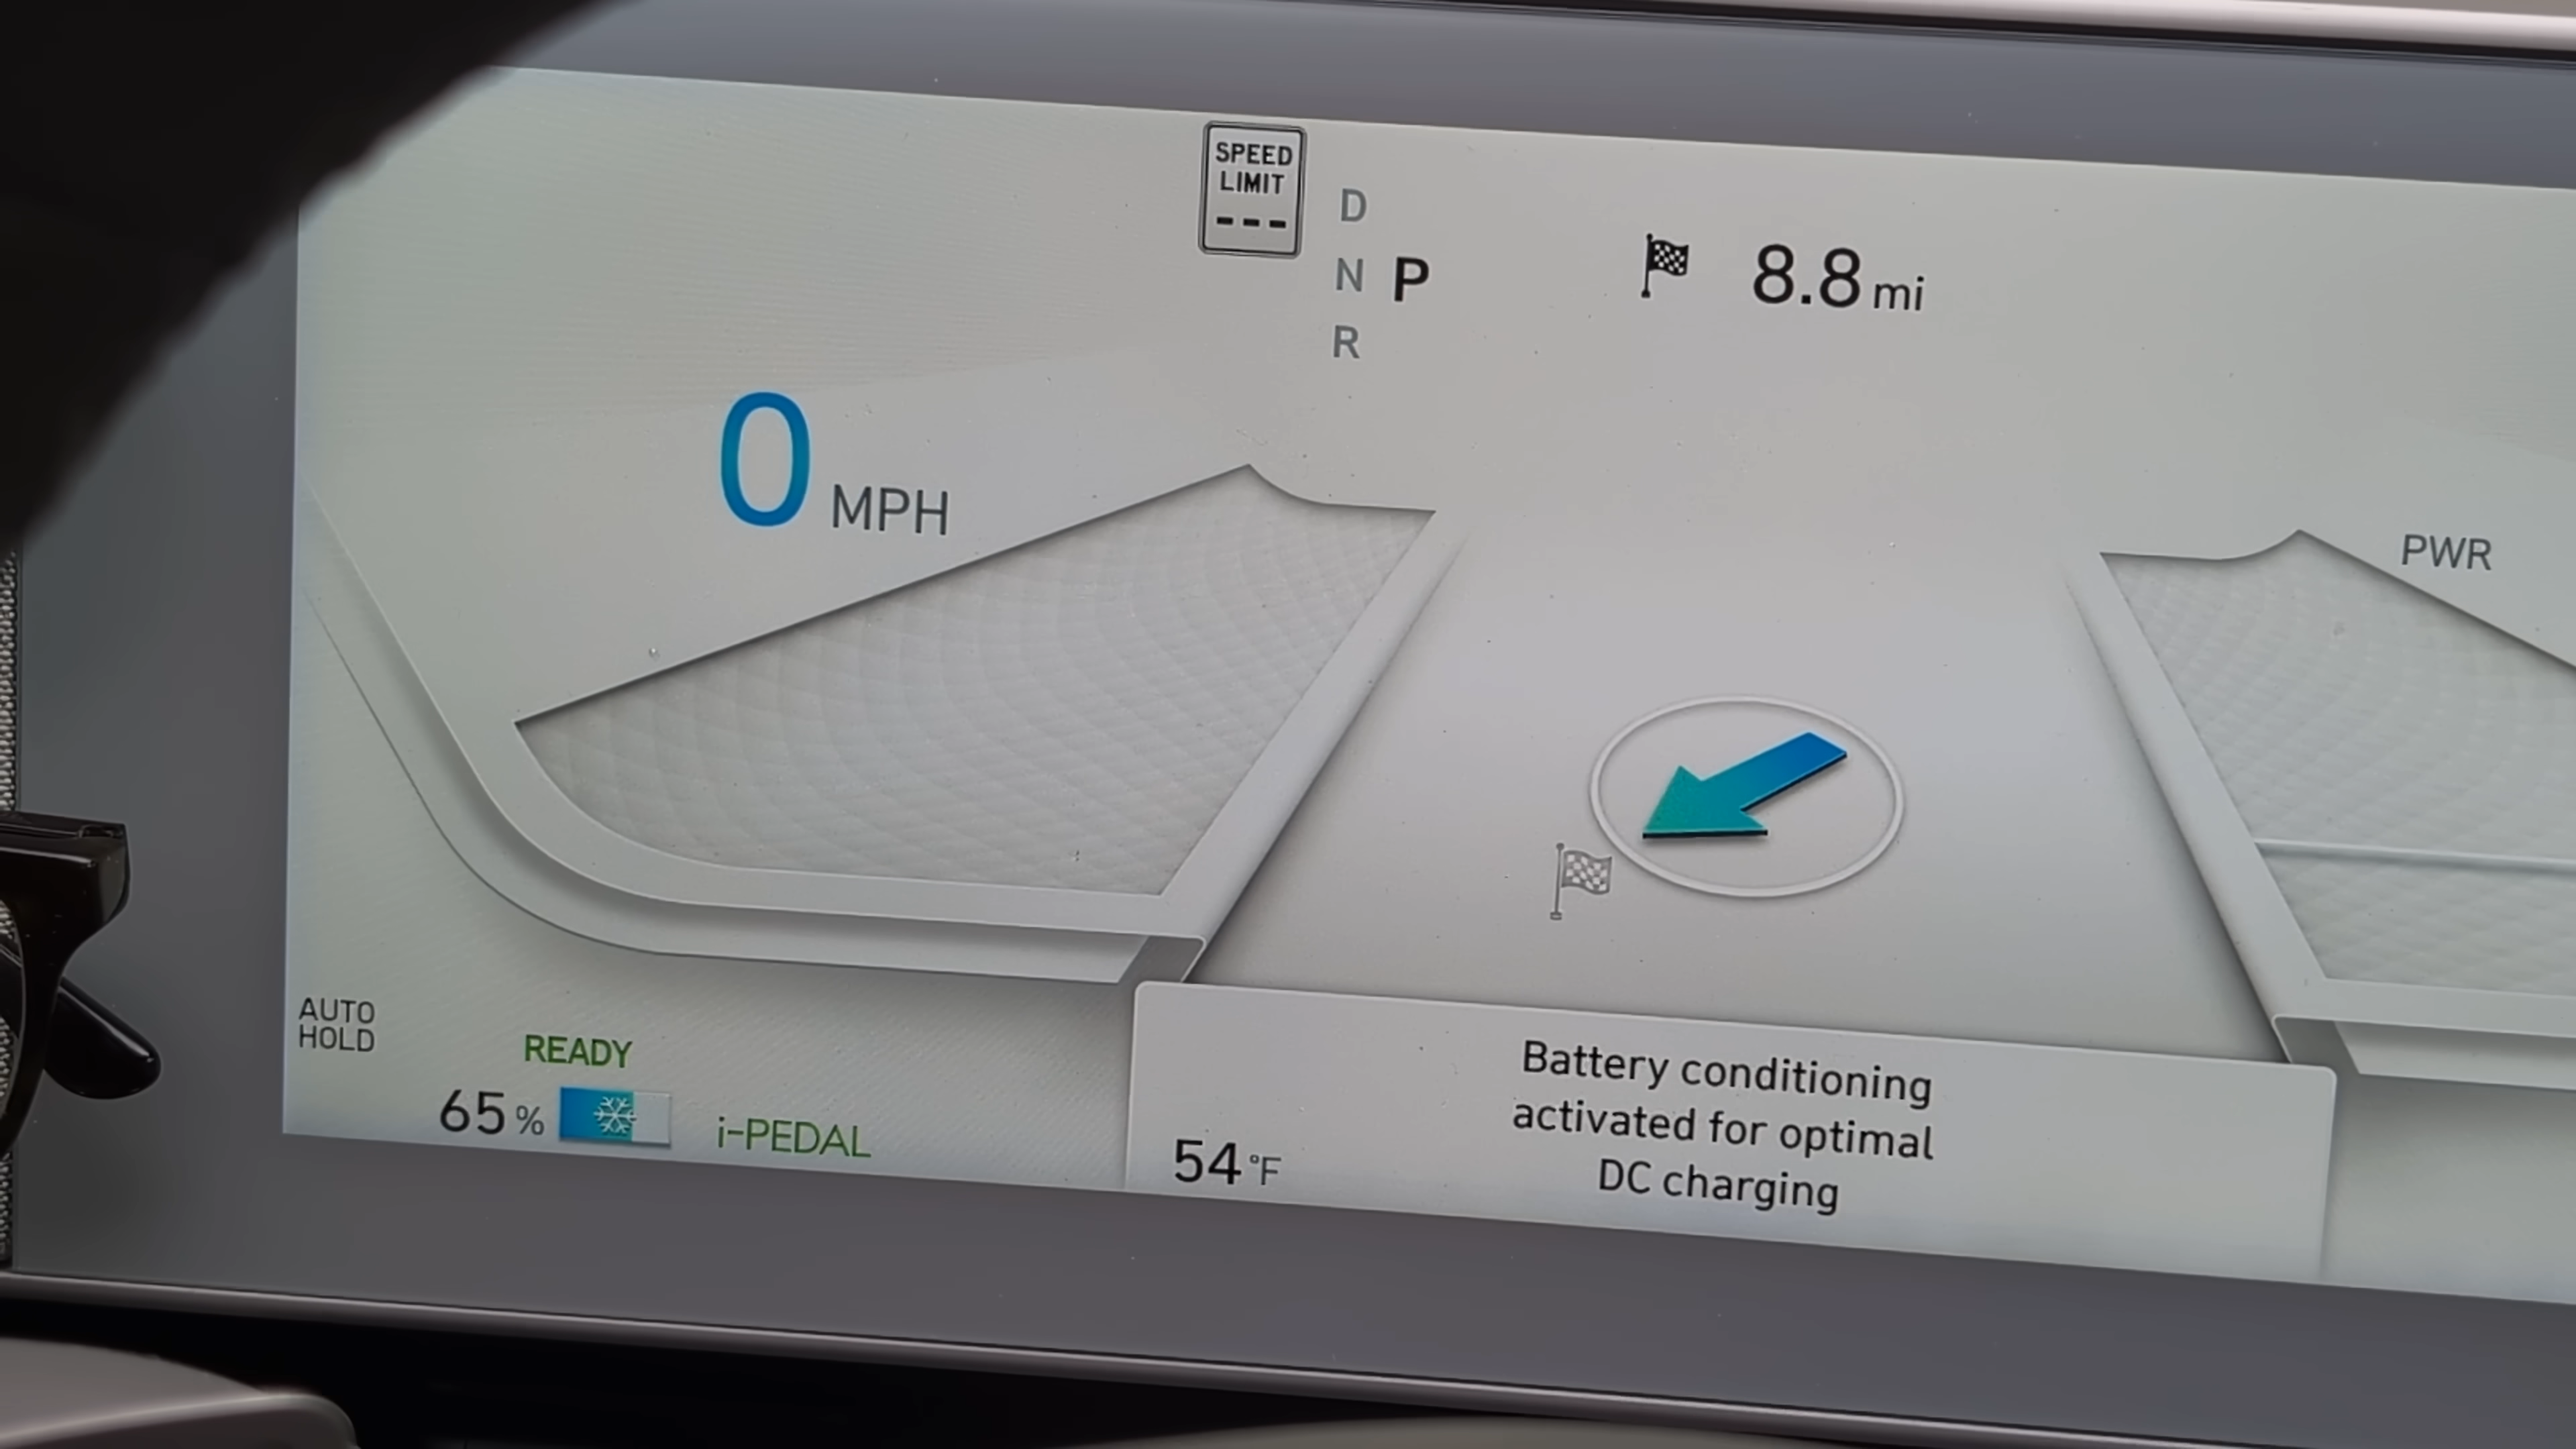 SPEED
LIMIT
---
D
N P
R
8.8 mi
0 MPH
PWR
AUTO
HOLD
READY
65 %
i-PEDAL
54 °F
Battery conditioning
activated for optimal
DC charging